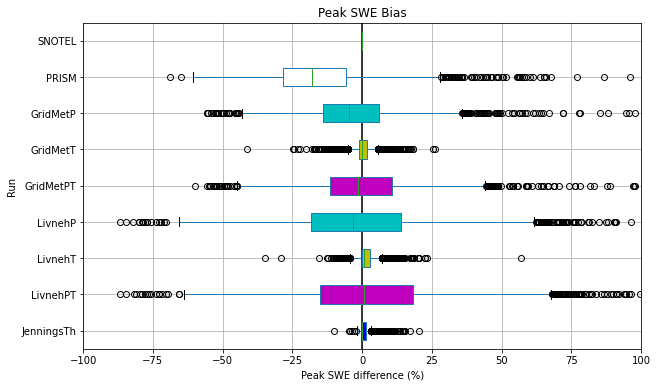 Peak SWE Bias
SNOTEL
PRISM
GridMetP
GridMetT
GridMetPT
LivnehP
LivnehT
LivnehPT
JenningsTh
Run
−100 −75 −50 −25 0 25 50 75 100
Peak SWE difference (%)